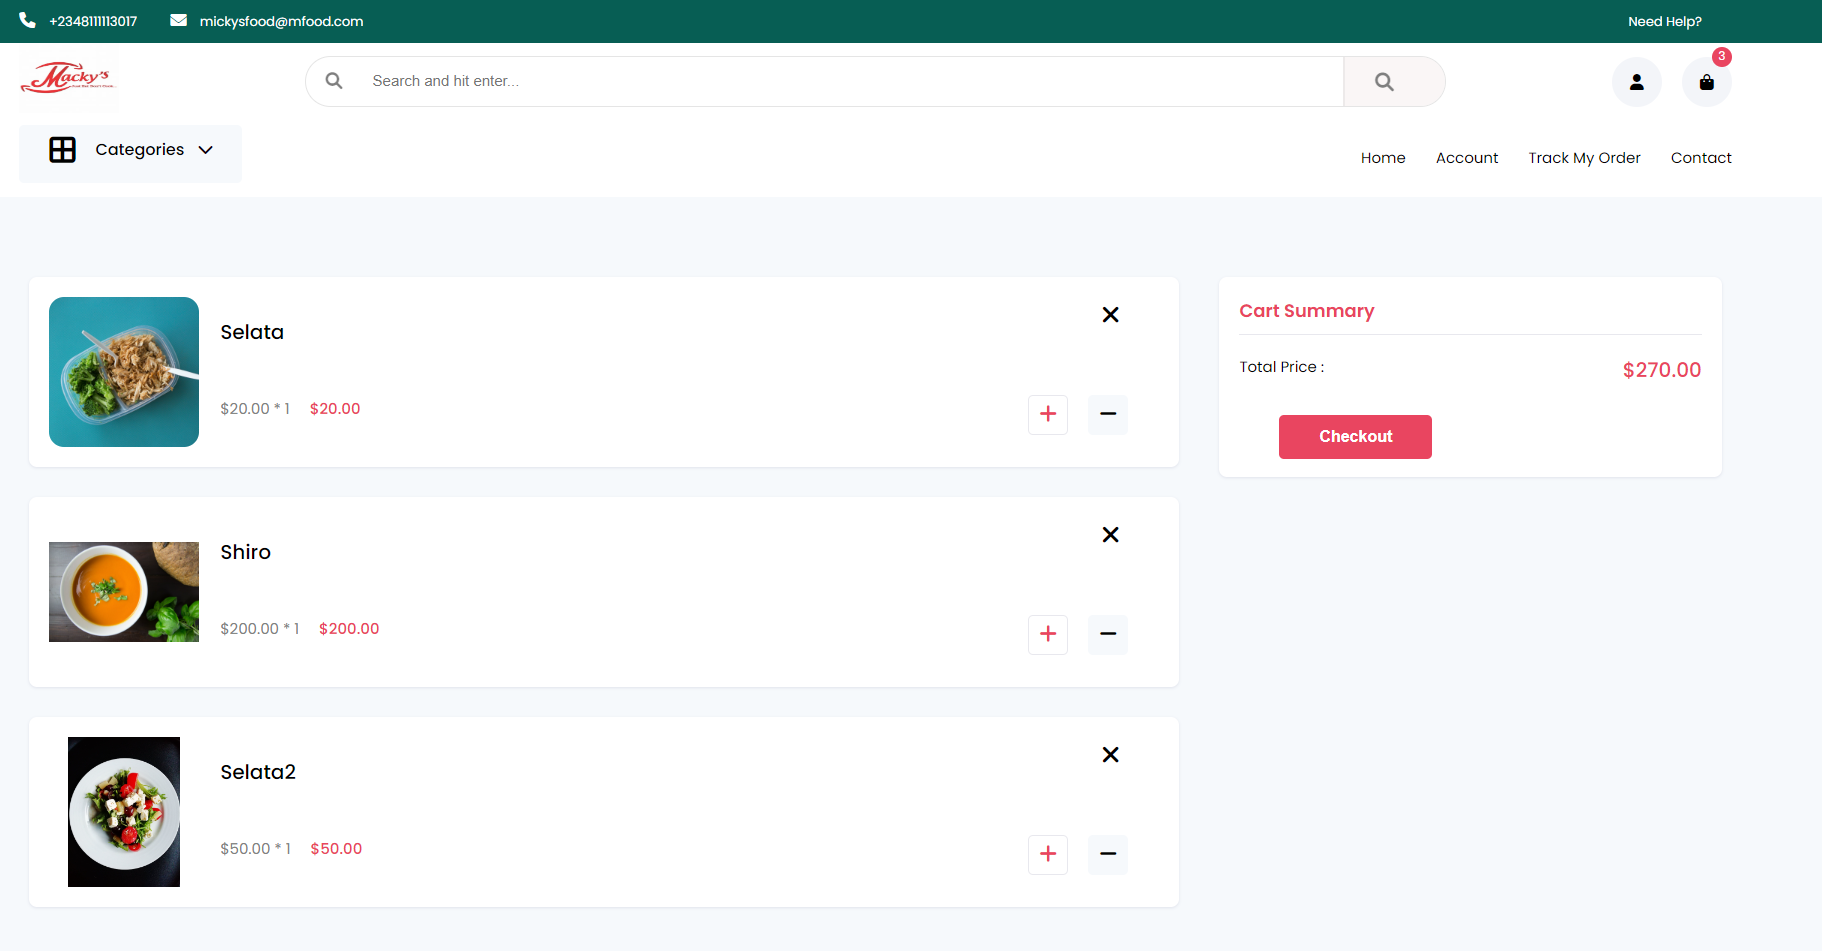 +2348111113017
mickysfood@mfood.com
Need Help?
Macky's
Search and hit enter...
3
Categories
Home
Account
Track My Order
Contact
Selata
$20.00 * 1 $20.00
Cart Summary
Total Price : $270.00
Checkout
Shiro
$200.00 * 1 $200.00
Selata2
$50.00 * 1 $50.00